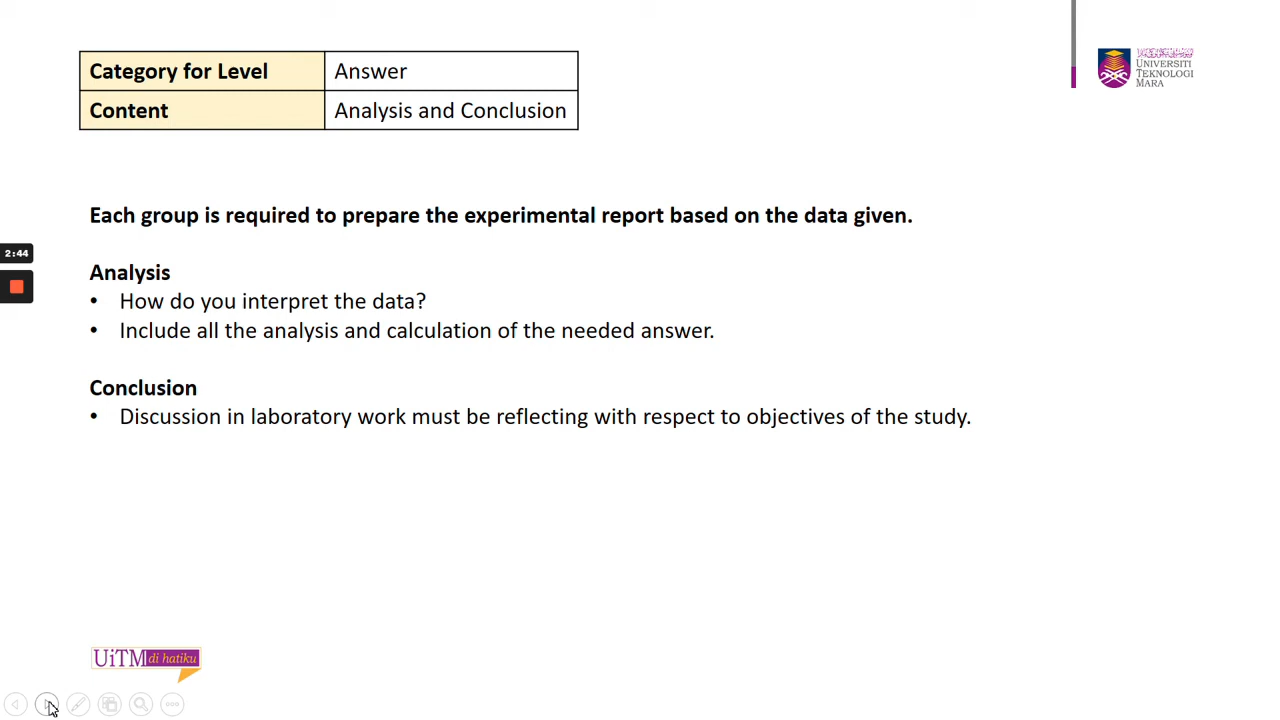 Category for Level Answer
Content Analysis and Conclusion
UNIVERSITI
TEKNOLOGI
MARA
Each group is required to prepare the experimental report based on the data given.
2:44
Analysis
• How do you interpret the data?
• Include all the analysis and calculation of the needed answer.
Conclusion
• Discussion in laboratory work must be reflecting with respect to objectives of the study.
UiTM di hatiku